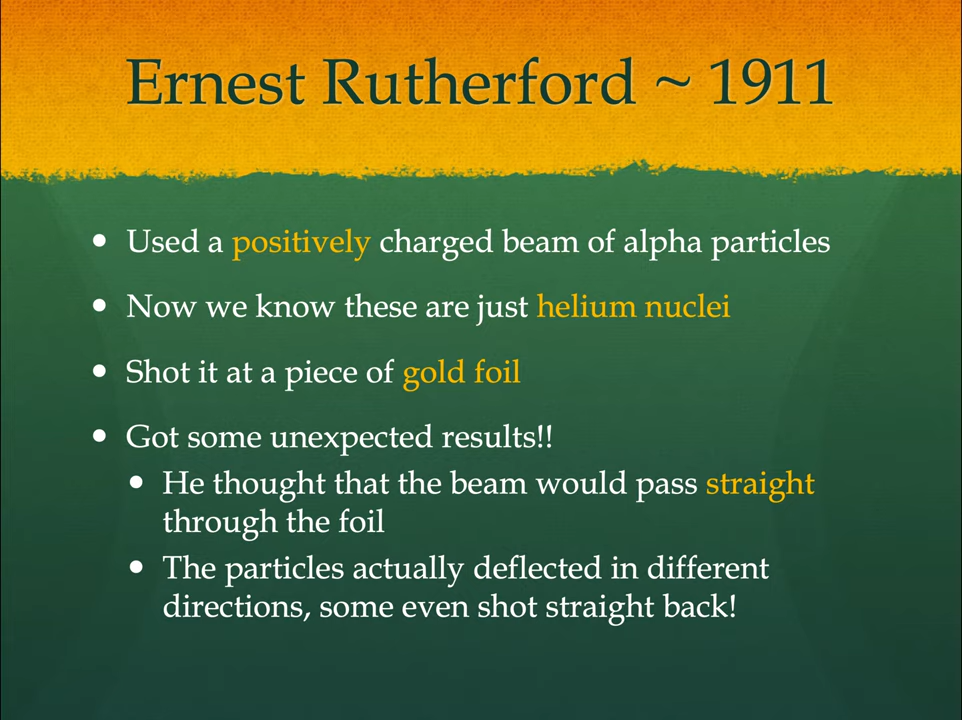 Ernest Rutherford ~ 1911
• Used a positively charged beam of alpha particles
• Now we know these are just helium nuclei
• Shot it at a piece of gold foil
• Got some unexpected results!!
• He thought that the beam would pass straight
through the foil
• The particles actually deflected in different
directions, some even shot straight back!